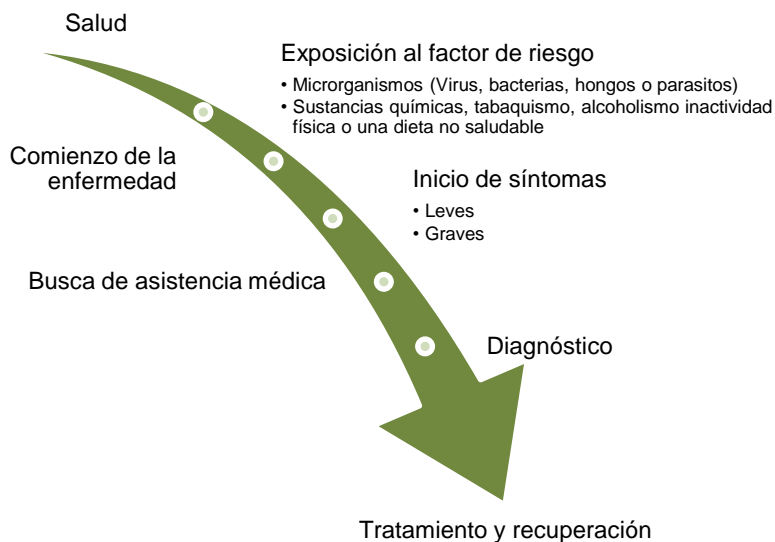 Salud
Exposición al factor de riesgo
• Microrganismos (Virus, bacterias, hongos o parasitos)
• Sustancias químicas, tabaquismo, alcoholismo inactividad
física o una dieta no saludable
Comienzo de la
enfermedad
Inicio de síntomas
• Leves
• Graves
Busca de asistencia médica
Diagnóstico
Tratamiento y recuperación